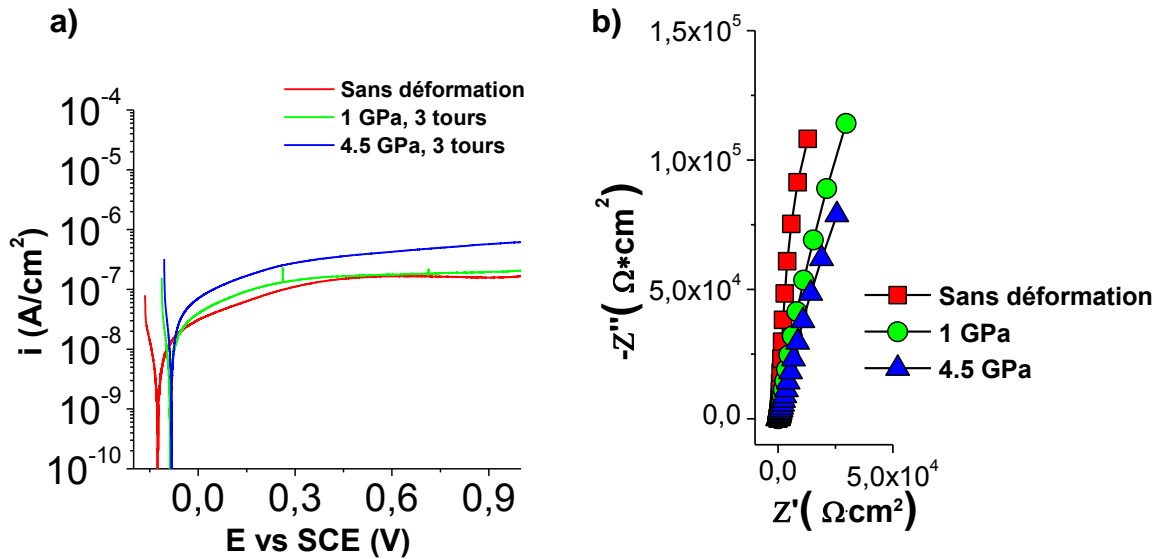 a)
Sans déformation
1 GPa, 3 tours
4.5 GPa, 3 tours
10⁻⁴
10⁻⁵
10⁻⁶
10⁻⁷
10⁻⁸
10⁻⁹
10⁻¹⁰
i (A/cm²)
0,0 0,3 0,6 0,9
E vs SCE (V)
b)
1,5x10⁵
1,0x10⁵
5,0x10⁴
0,0
-Z''( Ω*cm²)
Sans déformation
1 GPa
4.5 GPa
0,0 5,0x10⁴
Z'( Ω·cm²)